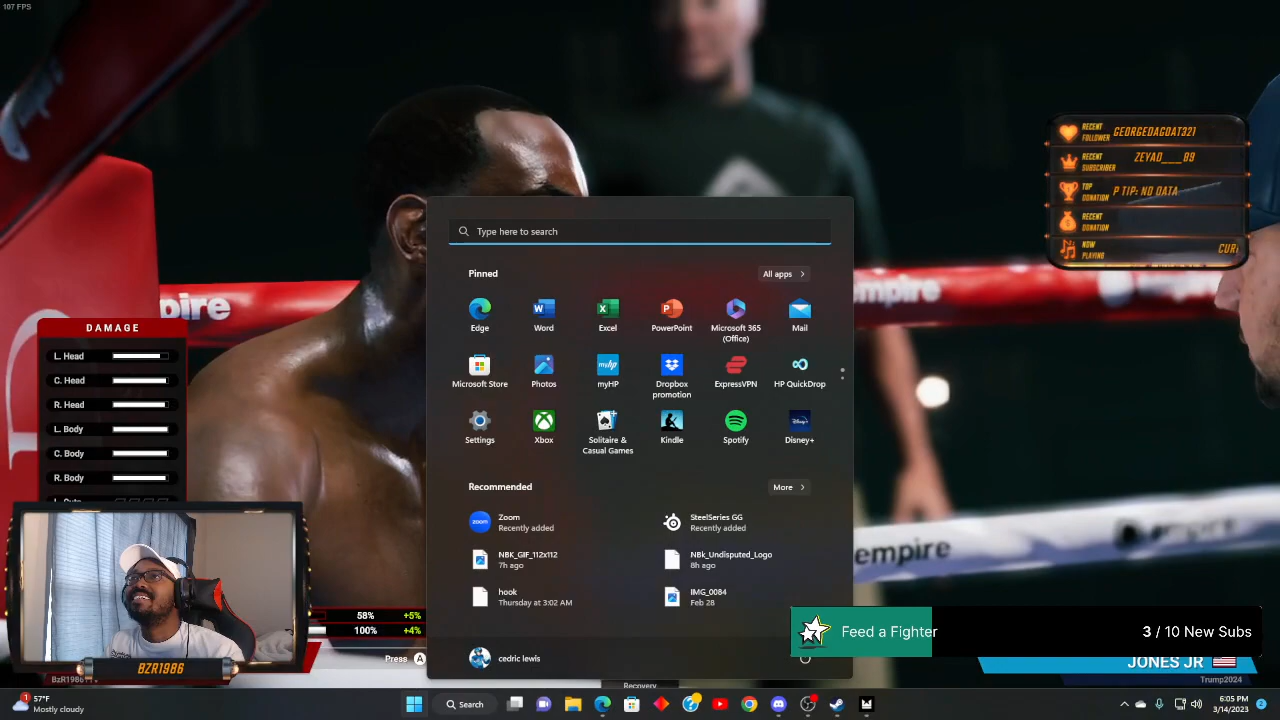 107 FPS
RECENT FOLLOWER GEORGEDAGOAT321
RECENT SUBSCRIBER ZEYAD___89
TOP DONATION P TIP: NO DATA
RECENT DONATION
NOW PLAYING
empire
empire
empire
DAMAGE
L. Head
C. Head
R. Head
L. Body
C. Body
R. Body
Type here to search
Pinned
All apps
Edge
Word
Excel
PowerPoint
Microsoft 365 (Office)
Mail
Microsoft Store
Photos
myHP
Dropbox promotion
ExpressVPN
HP QuickDrop
Settings
Xbox
Solitaire & Casual Games
Kindle
Spotify
Disney+
Recommended
More
Zoom
Recently added
SteelSeries GG
Recently added
NBK_GIF_112x112
7h ago
NBk_Undisputed_Logo
8h ago
hook
Thursday at 3:02 AM
IMG_0084
Feb 28
cedric lewis
58% +5%
100% +4%
Press A
Feed a Fighter
3 / 10 New Subs
JONES JR
Trump2024
BZR1986
BzR1986
Recovery
57°F
Mostly cloudy
Search
6:05 PM
3/14/2023